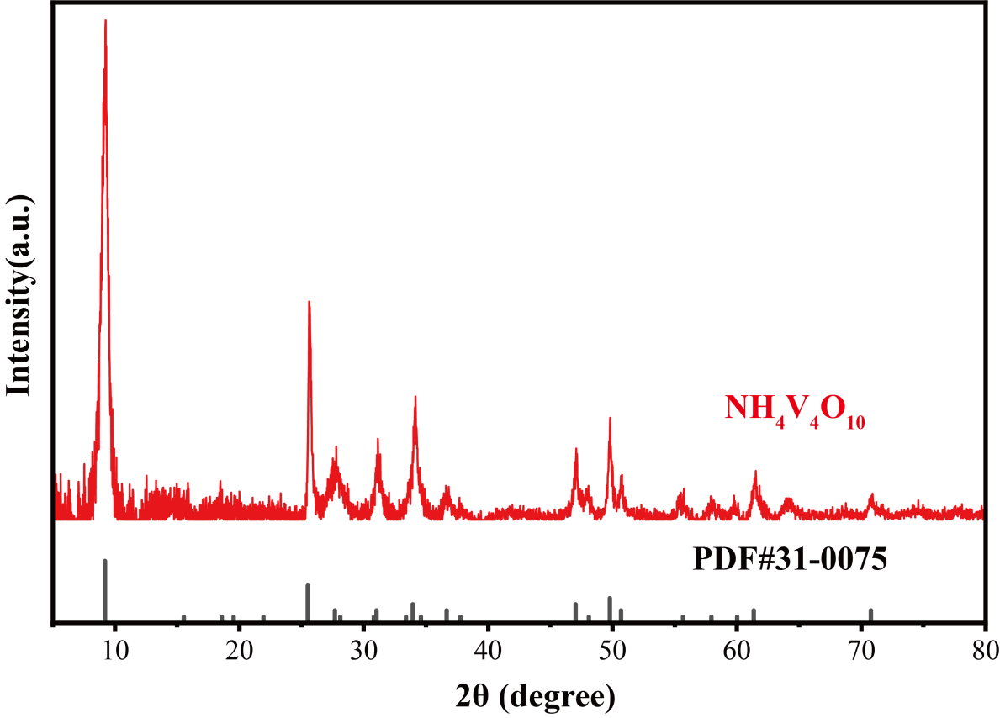 Intensity(a.u.)
NH₄V₄O₁₀
PDF#31-0075
10 20 30 40 50 60 70 80
2θ (degree)